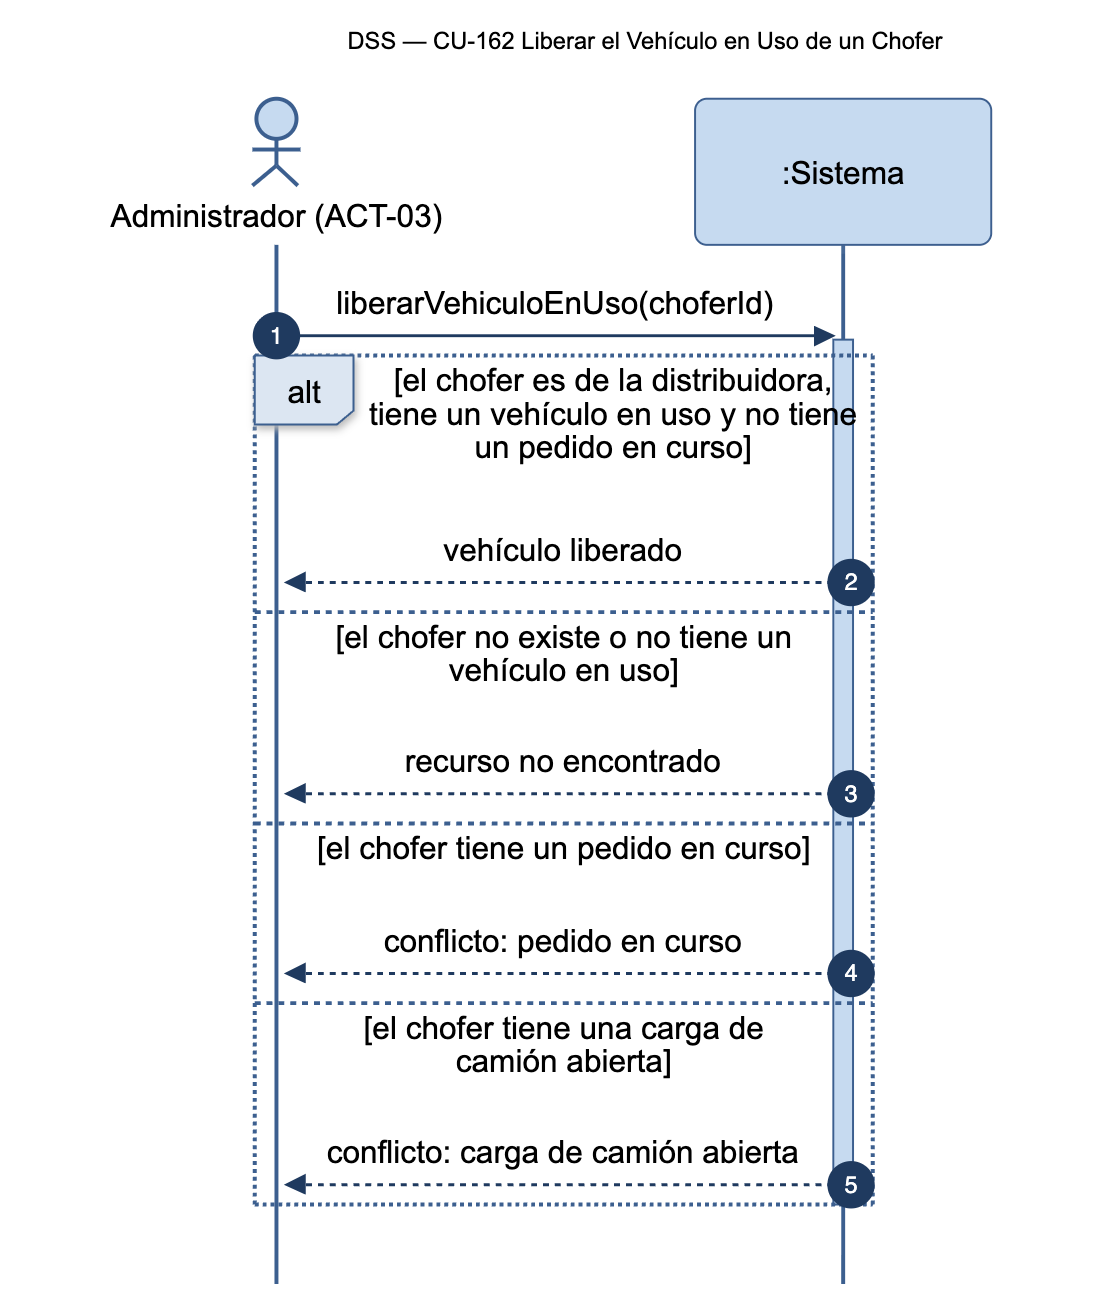 DSS — CU-162 Liberar el Vehículo en Uso de un Chofer
:Sistema
Administrador (ACT-03)
liberarVehiculoEnUso(choferId)
1
alt
[el chofer es de la distribuidora,
tiene un vehículo en uso y no tiene
un pedido en curso]
vehículo liberado
2
[el chofer no existe o no tiene un
vehículo en uso]
recurso no encontrado
3
[el chofer tiene un pedido en curso]
conflicto: pedido en curso
4
[el chofer tiene una carga de
camión abierta]
conflicto: carga de camión abierta
5